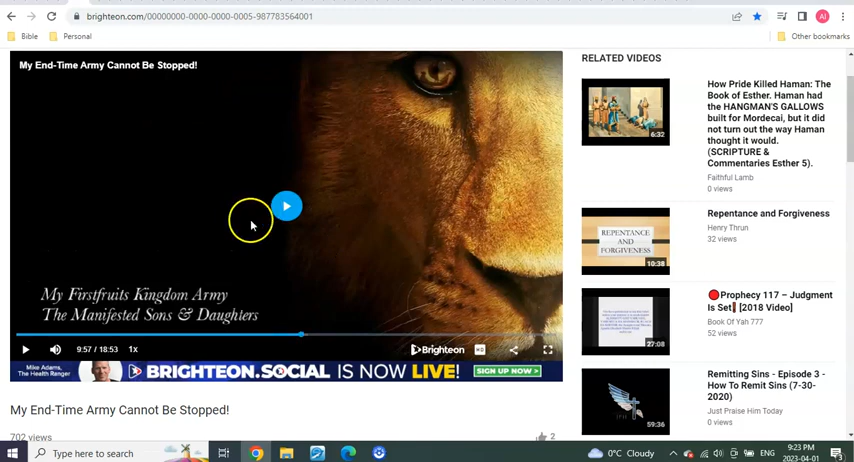 brighteon.com/00000000-0000-0000-0005-987783564001
AI
Bible
Personal
Other bookmarks
My End-Time Army Cannot Be Stopped!
My Firstfruits Kingdom Army
The Manifested Sons & Daughters
9:57 / 18:53
1x
Brighteon
HD
Mike Adams,
The Health Ranger
BRIGHTEON.SOCIAL IS NOW LIVE!
SIGN UP NOW
My End-Time Army Cannot Be Stopped!
702 views
2
RELATED VIDEOS
6:32
How Pride Killed Haman: The
Book of Esther. Haman had
the HANGMAN'S GALLOWS
built for Mordecai, but it did
not turn out the way Haman
thought it would.
(SCRIPTURE &
Commentaries Esther 5).
Faithful Lamb
0 views
REPENTANCE
AND
FORGIVENESS
10:38
Repentance and Forgiveness
Henry Thrun
32 views
27:08
🔴Prophecy 117 – Judgment
Is Set❗ [2018 Video]
Book Of Yah 777
52 views
59:36
Remitting Sins - Episode 3 -
How To Remit Sins (7-30-
2020)
Just Praise Him Today
0 views
Type here to search
0°C Cloudy
ENG
9:23 PM
2023-04-01
3